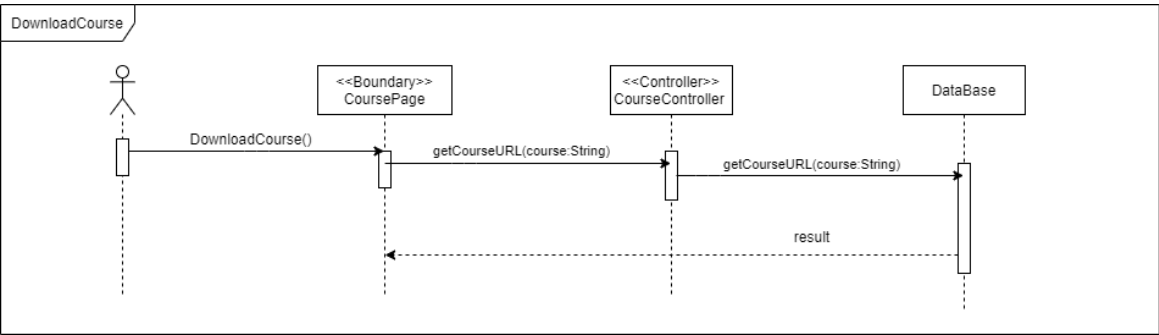 DownloadCourse
<<Boundary>>
CoursePage
<<Controller>>
CourseController
DataBase
DownloadCourse()
getCourseURL(course:String)
getCourseURL(course:String)
result